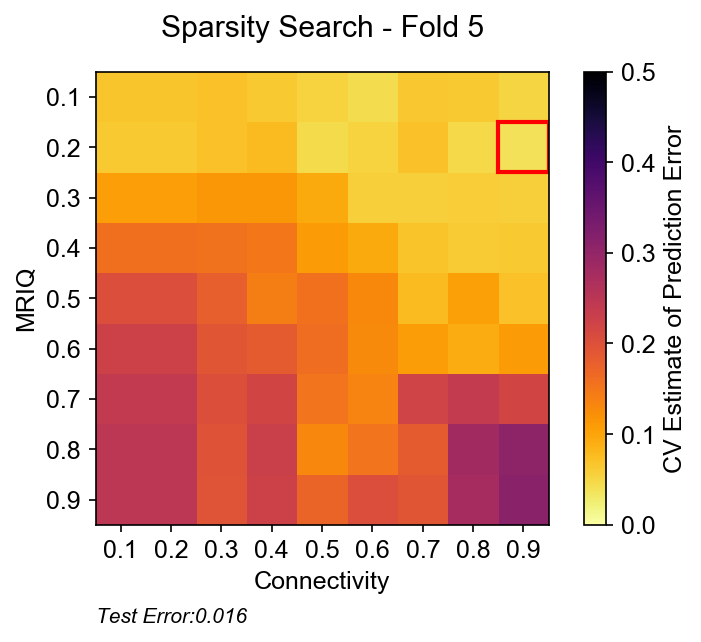 Sparsity Search - Fold 5
0.1
0.2
0.3
0.4
0.5
0.6
0.7
0.8
0.9
MRIQ
0.1 0.2 0.3 0.4 0.5 0.6 0.7 0.8 0.9
Connectivity
Test Error:0.016
0.5
0.4
0.3
0.2
0.1
0.0
CV Estimate of Prediction Error